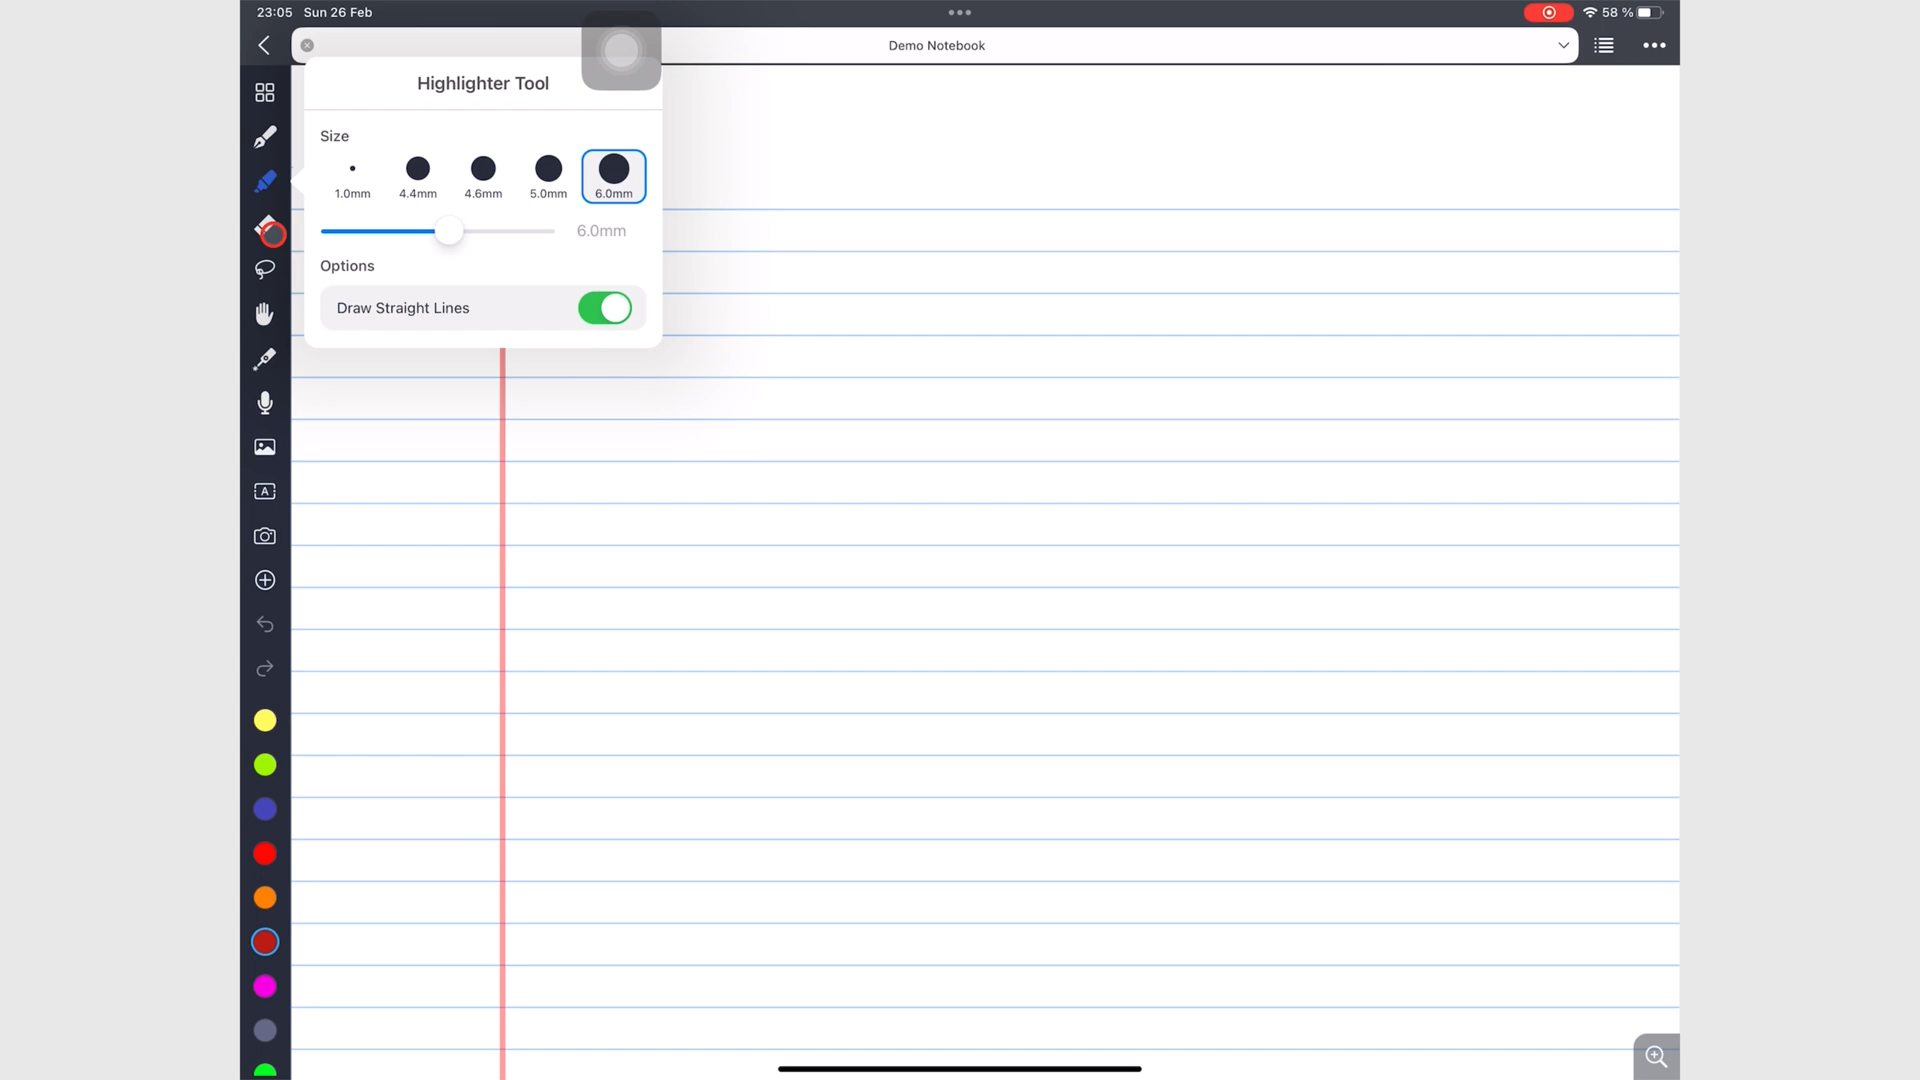 23:05 Sun 26 Feb
58 %
Demo Notebook
Highlighter Tool
Size
1.0mm 4.4mm 4.6mm 5.0mm 6.0mm
6.0mm
Options
Draw Straight Lines
A